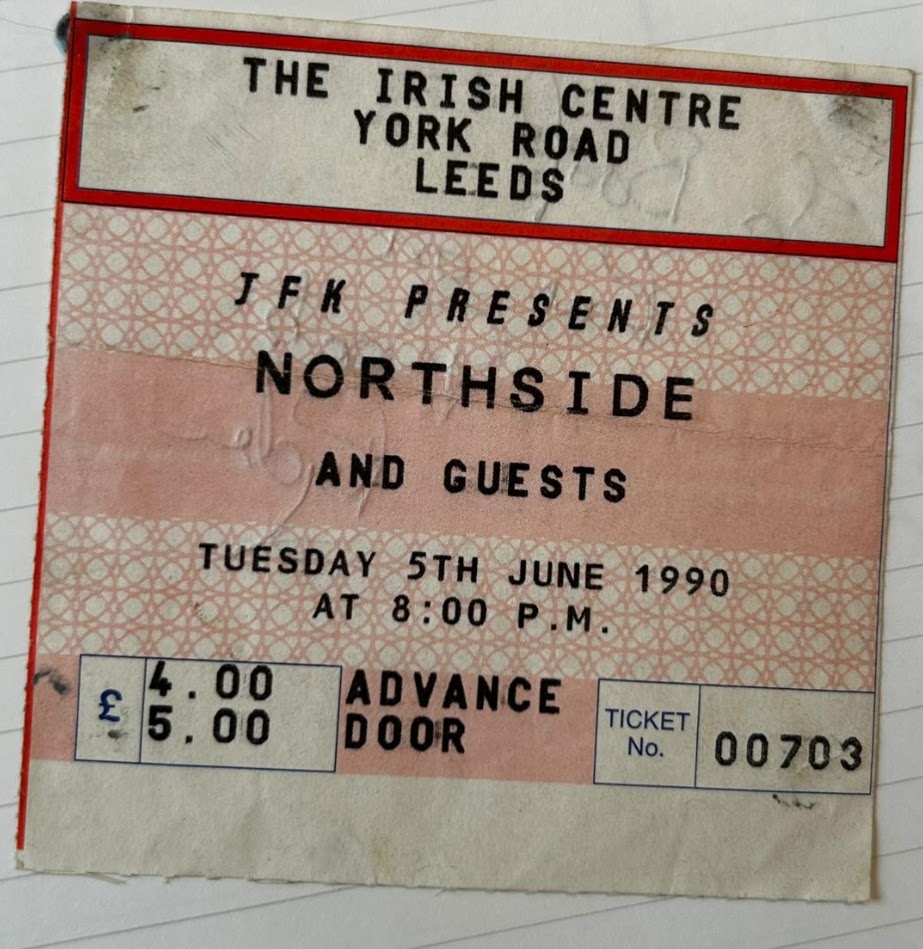 THE IRISH CENTRE
YORK ROAD
LEEDS
JFK PRESENTS
NORTHSIDE
AND GUESTS
TUESDAY 5TH JUNE 1990
AT 8:00 P.M.
£ 4.00 ADVANCE
5.00 DOOR
TICKET No. 00703